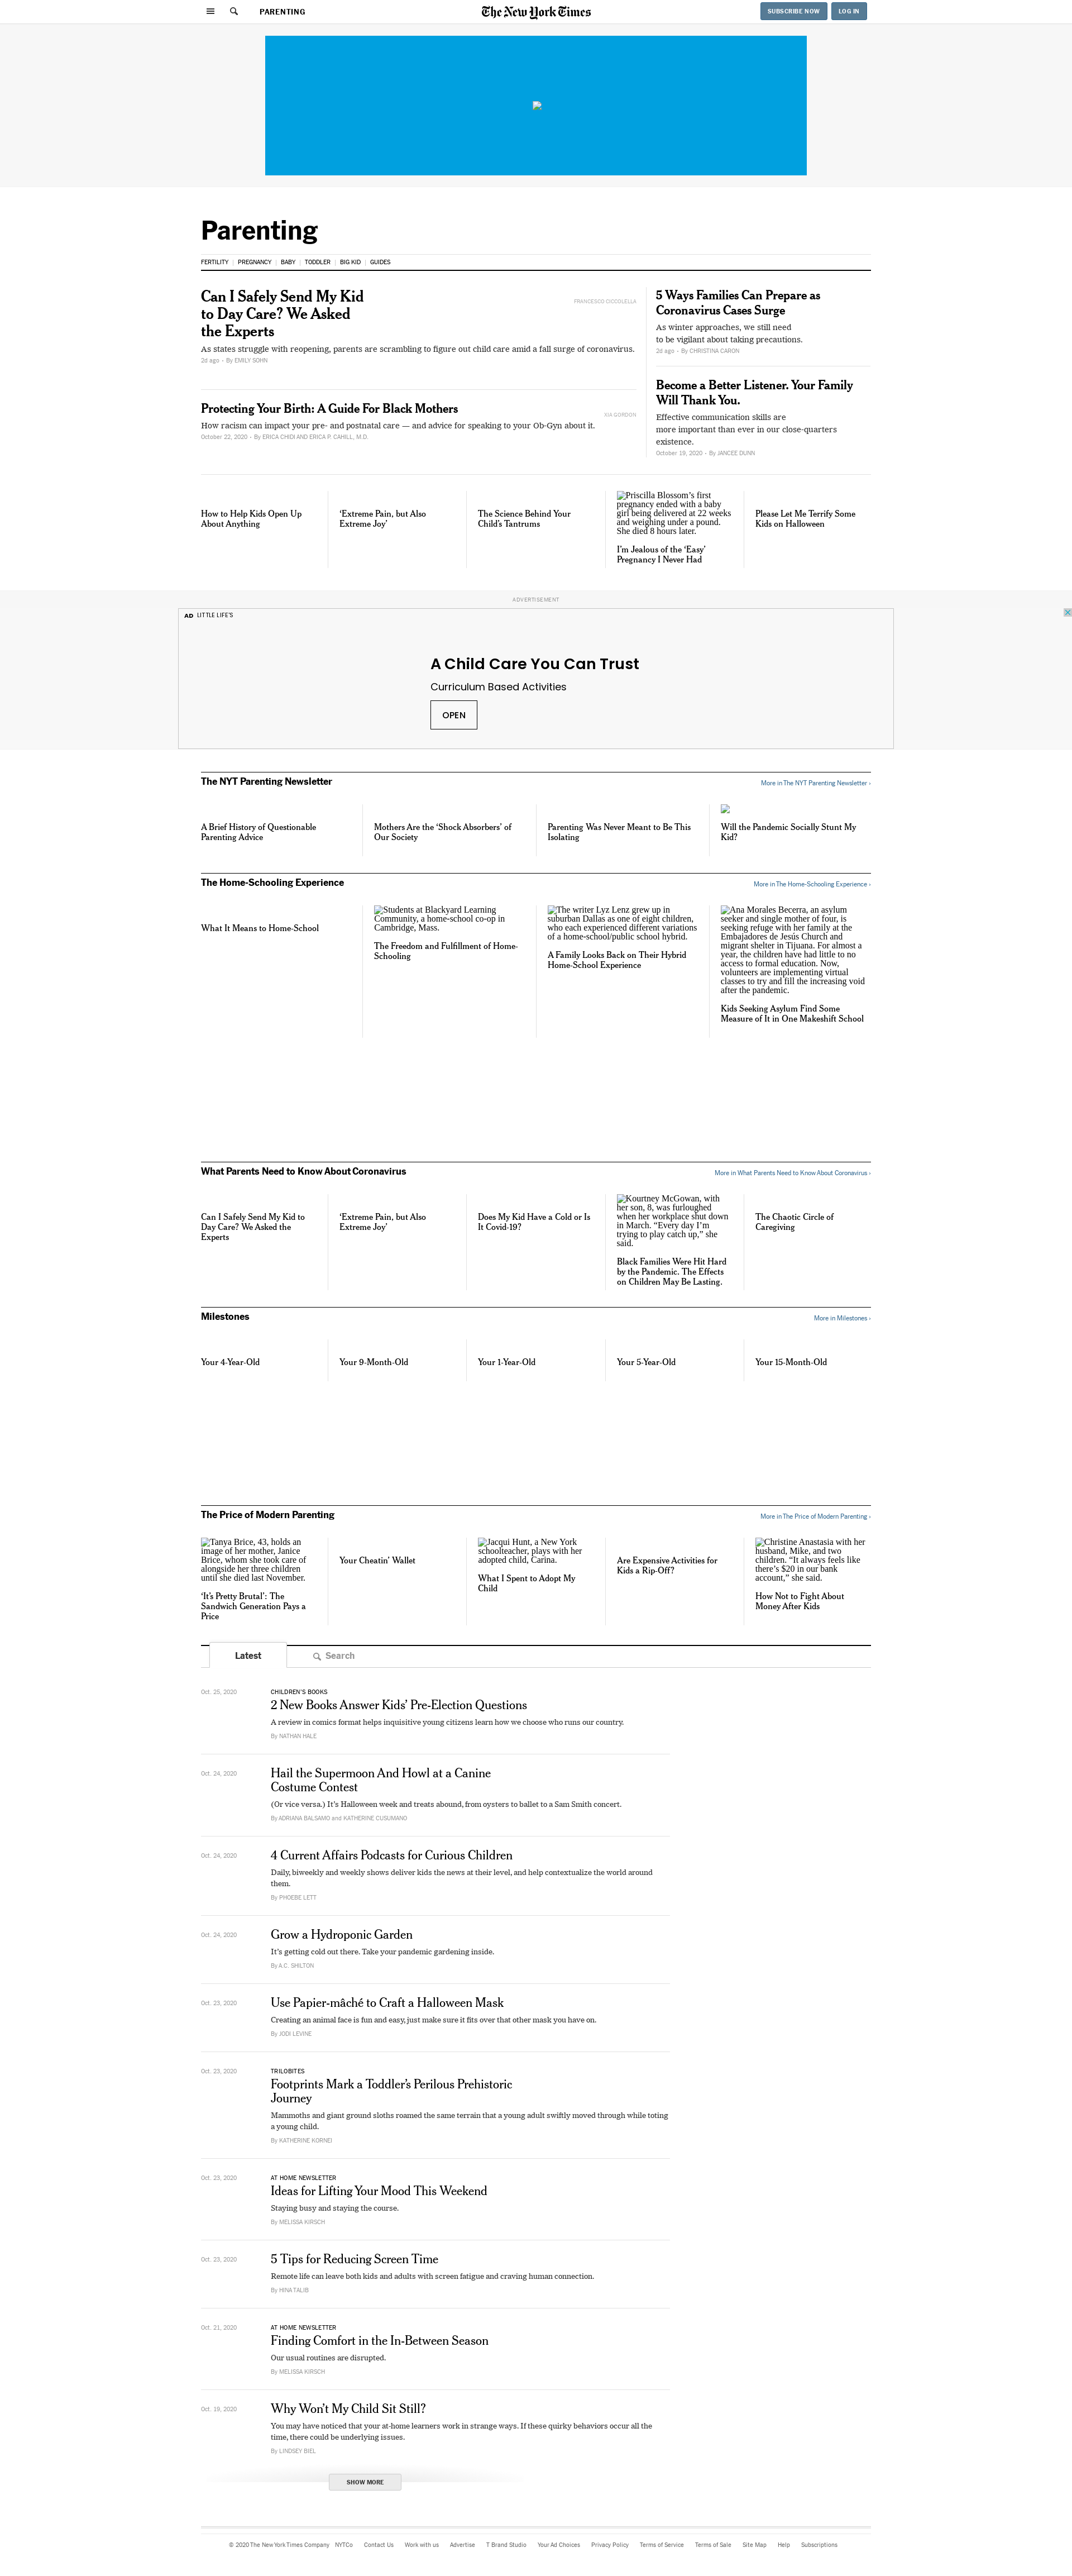 PARENTING
The New York Times
SUBSCRIBE NOW
LOG IN
Parenting
FERTILITY | PREGNANCY | BABY | TODDLER | BIG KID | GUIDES
Can I Safely Send My Kid
to Day Care? We Asked
the Experts
FRANCESCO CICCOLELLA
As states struggle with reopening, parents are scrambling to figure out child care amid a fall surge of coronavirus.
2d ago - By EMILY SOHN
Protecting Your Birth: A Guide For Black Mothers
XIA GORDON
How racism can impact your pre- and postnatal care — and advice for speaking to your Ob-Gyn about it.
October 22, 2020 - By ERICA CHIDI AND ERICA P. CAHILL, M.D.
5 Ways Families Can Prepare as
Coronavirus Cases Surge
As winter approaches, we still need
to be vigilant about taking precautions.
2d ago - By CHRISTINA CARON
Become a Better Listener. Your Family
Will Thank You.
Effective communication skills are
more important than ever in our close-quarters
existence.
October 19, 2020 - By JANCEE DUNN
How to Help Kids Open Up
About Anything
‘Extreme Pain, but Also
Extreme Joy’
The Science Behind Your
Child’s Tantrums
Priscilla Blossom’s first
pregnancy ended with a baby
girl being delivered at 22 weeks
and weighing under a pound.
She died 8 hours later.
I’m Jealous of the ‘Easy’
Pregnancy I Never Had
Please Let Me Terrify Some
Kids on Halloween
ADVERTISEMENT
AD LITTLE LIFE'S
A Child Care You Can Trust
Curriculum Based Activities
OPEN
The NYT Parenting Newsletter
More in The NYT Parenting Newsletter ›
A Brief History of Questionable
Parenting Advice
Mothers Are the ‘Shock Absorbers’ of
Our Society
Parenting Was Never Meant to Be This
Isolating
Will the Pandemic Socially Stunt My
Kid?
The Home-Schooling Experience
More in The Home-Schooling Experience ›
What It Means to Home-School
Students at Blackyard Learning
Community, a home-school co-op in
Cambridge, Mass.
The Freedom and Fulfillment of Home-
Schooling
The writer Lyz Lenz grew up in
suburban Dallas as one of eight children,
who each experienced different variations
of a home-school/public school hybrid.
A Family Looks Back on Their Hybrid
Home-School Experience
Ana Morales Becerra, an asylum
seeker and single mother of four, is
seeking refuge with her family at the
Embajadores de Jesús Church and
migrant shelter in Tijuana. For almost a
year, the children have had little to no
access to formal education. Now,
volunteers are implementing virtual
classes to try and fill the increasing void
after the pandemic.
Kids Seeking Asylum Find Some
Measure of It in One Makeshift School
What Parents Need to Know About Coronavirus
More in What Parents Need to Know About Coronavirus ›
Can I Safely Send My Kid to
Day Care? We Asked the
Experts
‘Extreme Pain, but Also
Extreme Joy’
Does My Kid Have a Cold or Is
It Covid-19?
Kourtney McGowan, with
her son, 8, was furloughed
when her workplace shut down
in March. “Every day I’m
trying to play catch up,” she
said.
Black Families Were Hit Hard
by the Pandemic. The Effects
on Children May Be Lasting.
The Chaotic Circle of
Caregiving
Milestones
More in Milestones ›
Your 4-Year-Old
Your 9-Month-Old
Your 1-Year-Old
Your 5-Year-Old
Your 15-Month-Old
The Price of Modern Parenting
More in The Price of Modern Parenting ›
Tanya Brice, 43, holds an
image of her mother, Janice
Brice, whom she took care of
alongside her three children
until she died last November.
‘It’s Pretty Brutal’: The
Sandwich Generation Pays a
Price
Your Cheatin’ Wallet
Jacqui Hunt, a New York
schoolteacher, plays with her
adopted child, Carina.
What I Spent to Adopt My
Child
Are Expensive Activities for
Kids a Rip-Off?
Christine Anastasia with her
husband, Mike, and two
children. “It always feels like
there’s $20 in our bank
account,” she said.
How Not to Fight About
Money After Kids
Latest
Search
Oct. 25, 2020
CHILDREN’S BOOKS
2 New Books Answer Kids’ Pre-Election Questions
A review in comics format helps inquisitive young citizens learn how we choose who runs our country.
By NATHAN HALE
Oct. 24, 2020
Hail the Supermoon And Howl at a Canine
Costume Contest
(Or vice versa.) It’s Halloween week and treats abound, from oysters to ballet to a Sam Smith concert.
By ADRIANA BALSAMO and KATHERINE CUSUMANO
Oct. 24, 2020
4 Current Affairs Podcasts for Curious Children
Daily, biweekly and weekly shows deliver kids the news at their level, and help contextualize the world around
them.
By PHOEBE LETT
Oct. 24, 2020
Grow a Hydroponic Garden
It’s getting cold out there. Take your pandemic gardening inside.
By A.C. SHILTON
Oct. 23, 2020
Use Papier-mâché to Craft a Halloween Mask
Creating an animal face is fun and easy, just make sure it fits over that other mask you have on.
By JODI LEVINE
Oct. 23, 2020
TRILOBITES
Footprints Mark a Toddler’s Perilous Prehistoric
Journey
Mammoths and giant ground sloths roamed the same terrain that a young adult swiftly moved through while toting
a young child.
By KATHERINE KORNEI
Oct. 23, 2020
AT HOME NEWSLETTER
Ideas for Lifting Your Mood This Weekend
Staying busy and staying the course.
By MELISSA KIRSCH
Oct. 23, 2020
5 Tips for Reducing Screen Time
Remote life can leave both kids and adults with screen fatigue and craving human connection.
By HINA TALIB
Oct. 21, 2020
AT HOME NEWSLETTER
Finding Comfort in the In-Between Season
Our usual routines are disrupted.
By MELISSA KIRSCH
Oct. 19, 2020
Why Won’t My Child Sit Still?
You may have noticed that your at-home learners work in strange ways. If these quirky behaviors occur all the
time, there could be underlying issues.
By LINDSEY BIEL
SHOW MORE
© 2020 The New York Times Company NYTCo Contact Us Work with us Advertise T Brand Studio Your Ad Choices Privacy Policy Terms of Service Terms of Sale Site Map Help Subscriptions